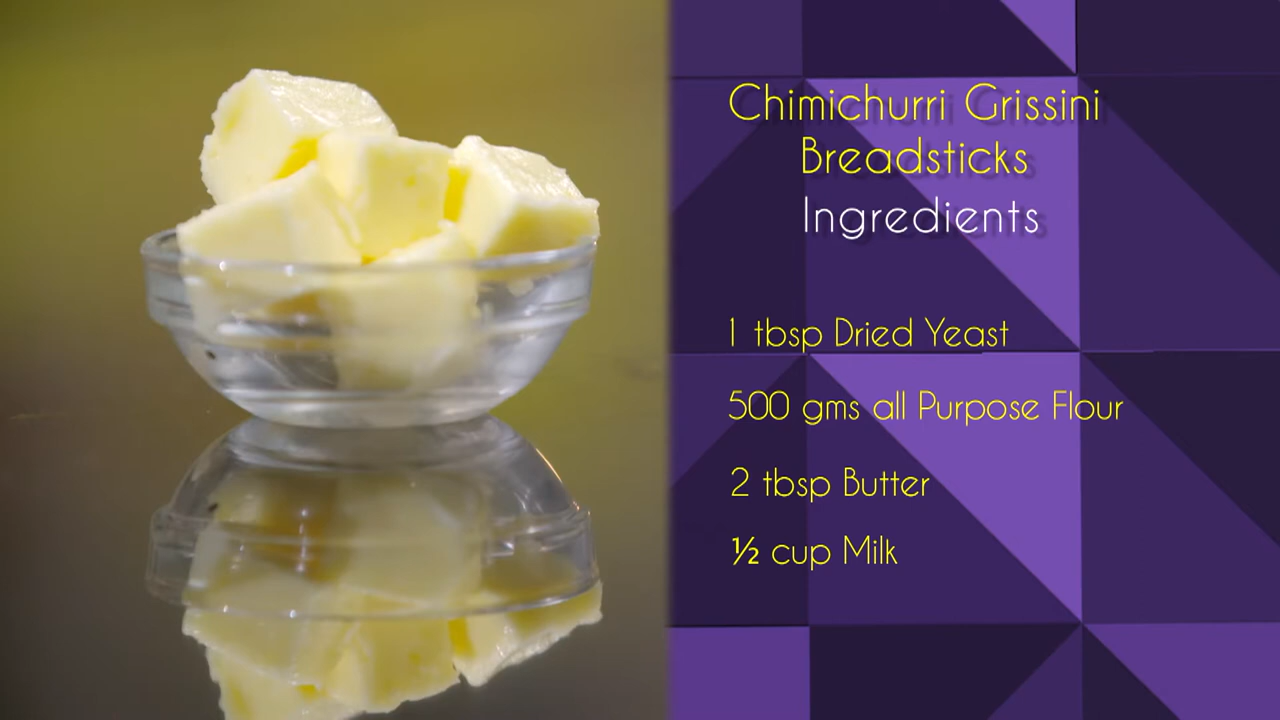 Chimichurri Grissini
Breadsticks
Ingredients
1 tbsp Dried Yeast
500 gms all Purpose Flour
2 tbsp Butter
½ cup Milk